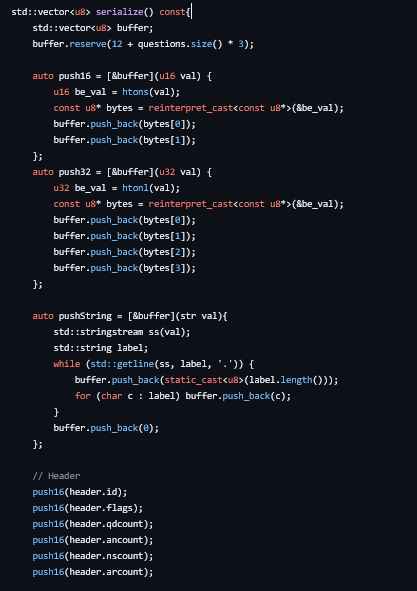 std::vector<u8> serialize() const{
    std::vector<u8> buffer;
    buffer.reserve(12 + questions.size() * 3);

    auto push16 = [&buffer](u16 val) {
        u16 be_val = htons(val);
        const u8* bytes = reinterpret_cast<const u8*>(&be_val);
        buffer.push_back(bytes[0]);
        buffer.push_back(bytes[1]);
    };
    auto push32 = [&buffer](u32 val) {
        u32 be_val = htonl(val);
        const u8* bytes = reinterpret_cast<const u8*>(&be_val);
        buffer.push_back(bytes[0]);
        buffer.push_back(bytes[1]);
        buffer.push_back(bytes[2]);
        buffer.push_back(bytes[3]);
    };

    auto pushString = [&buffer](str val){
        std::stringstream ss(val);
        std::string label;
        while (std::getline(ss, label, '.')) {
            buffer.push_back(static_cast<u8>(label.length()));
            for (char c : label) buffer.push_back(c);
        }
        buffer.push_back(0);
    };

    // Header
    push16(header.id);
    push16(header.flags);
    push16(header.qdcount);
    push16(header.ancount);
    push16(header.nscount);
    push16(header.arcount);